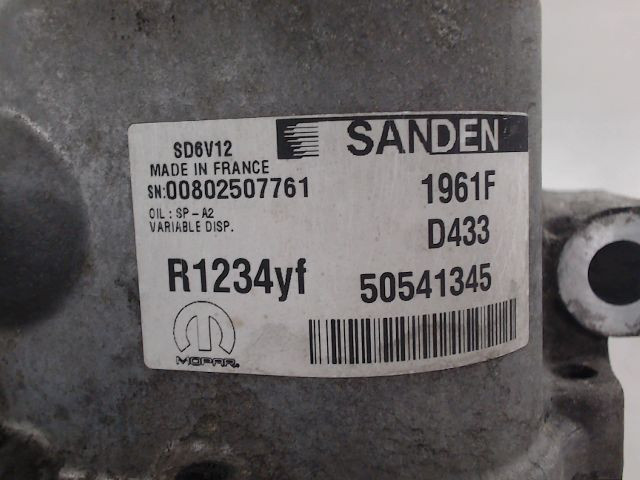 SANDEN
SD6V12
MADE IN FRANCE
SN:00802507761
1961F
OIL : SP-A2
VARIABLE DISP.
D433
R1234yf
50541345
MOPAR.